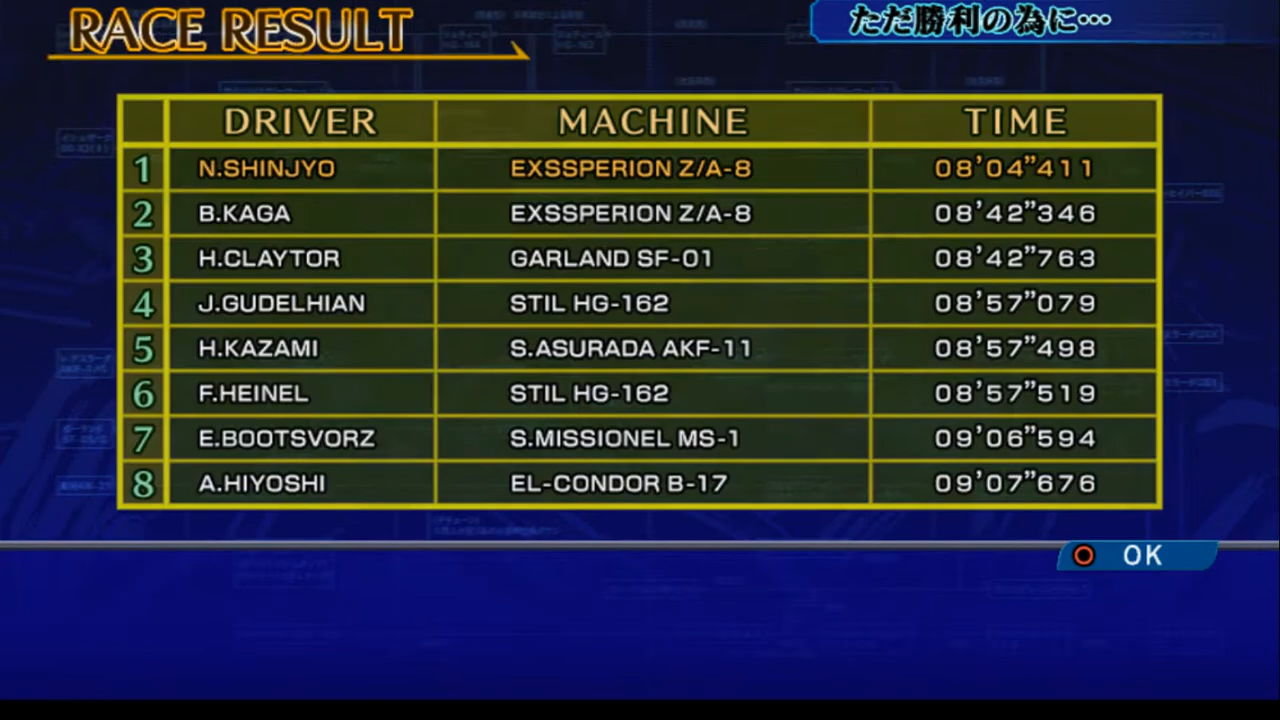 RACE RESULT
ただ勝利の為に…
DRIVER MACHINE TIME
1 N.SHINJYO EXSSPERION Z/A-8 08'04"411
2 B.KAGA EXSSPERION Z/A-8 08'42"346
3 H.CLAYTOR GARLAND SF-01 08'42"763
4 J.GUDELHIAN STIL HG-162 08'57"079
5 H.KAZAMI S.ASURADA AKF-11 08'57"498
6 F.HEINEL STIL HG-162 08'57"519
7 E.BOOTSVORZ S.MISSIONEL MS-1 09'06"594
8 A.HIYOSHI EL-CONDOR B-17 09'07"676
OK